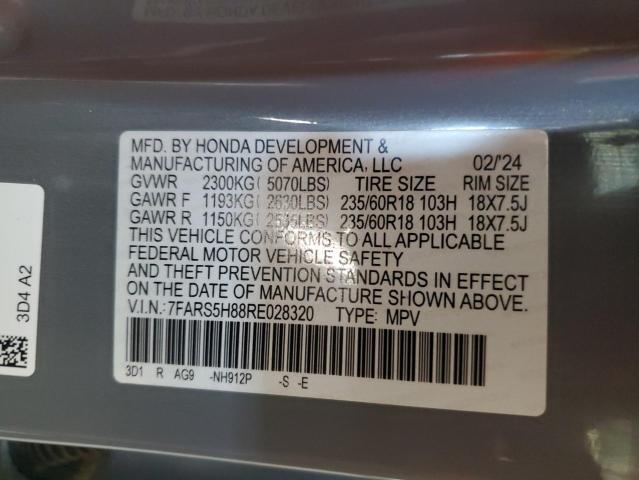 MFD. BY HONDA DEVELOPMENT &
MANUFACTURING OF AMERICA, LLC 02/'24
GVWR 2300KG( 5070LBS) TIRE SIZE RIM SIZE
GAWR F 1193KG( 2630LBS) 235/60R18 103H 18X7.5J
GAWR R 1150KG( 2535LBS) 235/60R18 103H 18X7.5J
THIS VEHICLE CONFORMS TO ALL APPLICABLE
FEDERAL MOTOR VEHICLE SAFETY
AND THEFT PREVENTION STANDARDS IN EFFECT
ON THE DATE OF MANUFACTURE SHOWN ABOVE.
V.I.N.: 7FARS5H88RE028320 TYPE: MPV
3D1 R AG9 -NH912P -S -E
3D4 A2